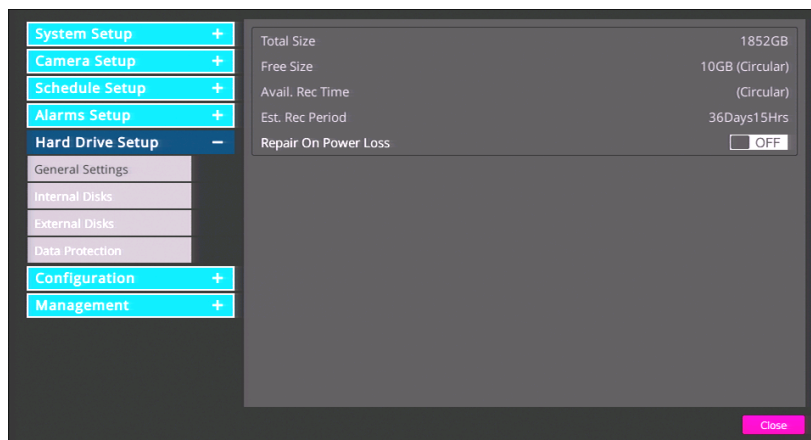 System Setup +
Camera Setup +
Schedule Setup +
Alarms Setup +
Hard Drive Setup −
General Settings
Internal Disks
External Disks
Data Protection
Configuration +
Management +
Total Size 1852GB
Free Size 10GB (Circular)
Avail. Rec Time (Circular)
Est. Rec Period 36Days15Hrs
Repair On Power Loss OFF
Close